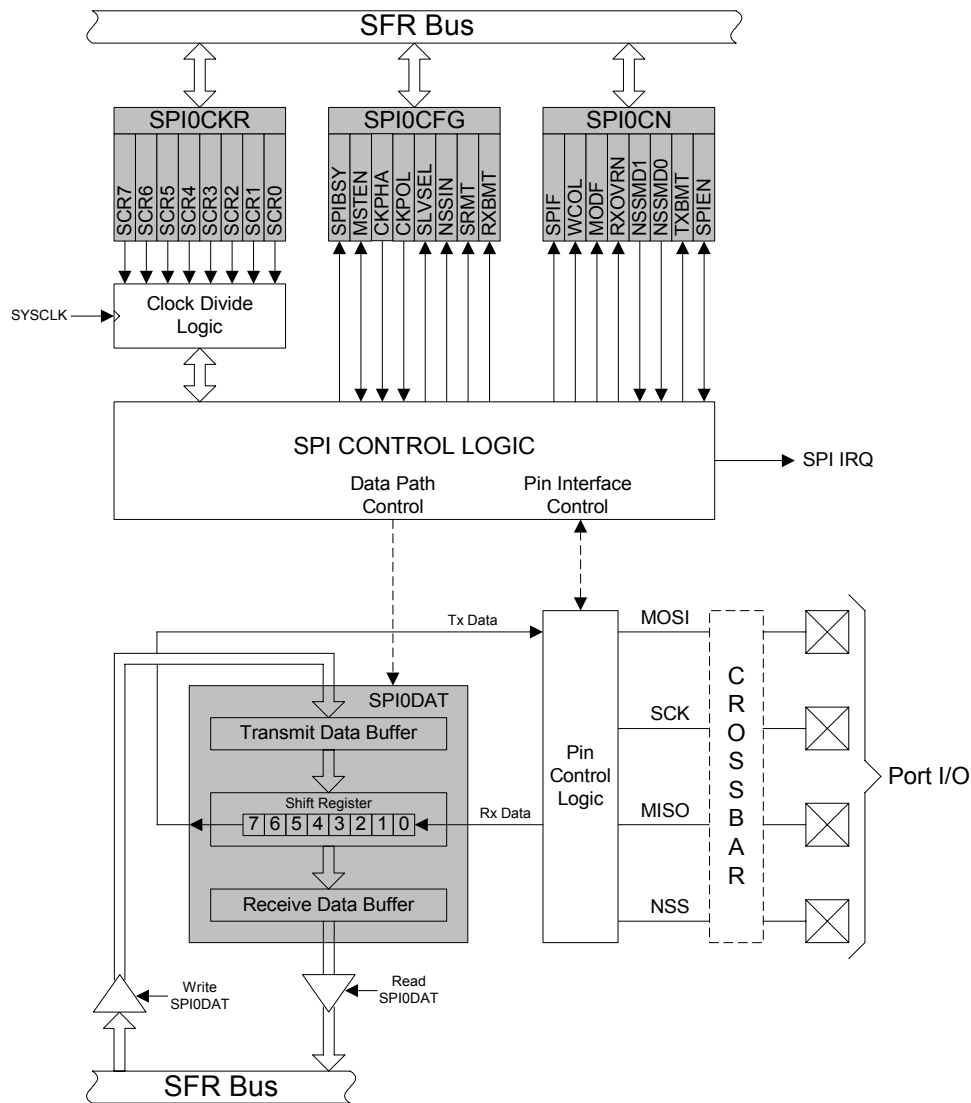 SFR Bus
SPI0CKR
SCR7
SCR6
SCR5
SCR4
SCR3
SCR2
SCR1
SCR0
SPI0CFG
SPIBSY
MSTEN
CKPHA
CKPOL
SLVSEL
NSSIN
SRMT
RXBMT
SPI0CN
SPIF
WCOL
MODF
RXOVRN
NSSMD1
NSSMD0
TXBMT
SPIEN
SYSCLK
Clock Divide
Logic
SPI CONTROL LOGIC
Data Path
Control
Pin Interface
Control
SPI IRQ
Tx Data
SPI0DAT
Transmit Data Buffer
Shift Register
7 6 5 4 3 2 1 0
Rx Data
Receive Data Buffer
Pin
Control
Logic
MOSI
SCK
MISO
NSS
CROSSBAR
Port I/O
Write
SPI0DAT
Read
SPI0DAT
SFR Bus